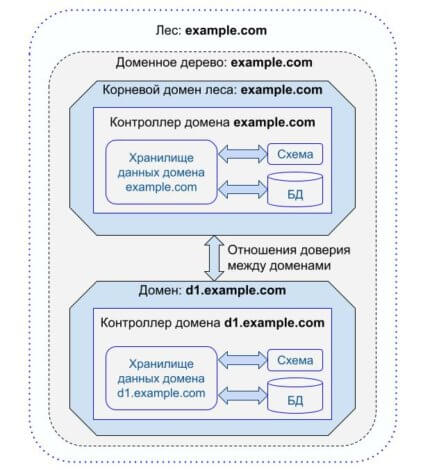 Лес: example.com
Доменное дерево: example.com
Корневой домен леса: example.com
Контроллер домена example.com
Хранилище
данных домена
example.com
Схема
БД
Отношения доверия
между доменами
Домен: d1.example.com
Контроллер домена d1.example.com
Хранилище
данных домена
d1.example.com
Схема
БД